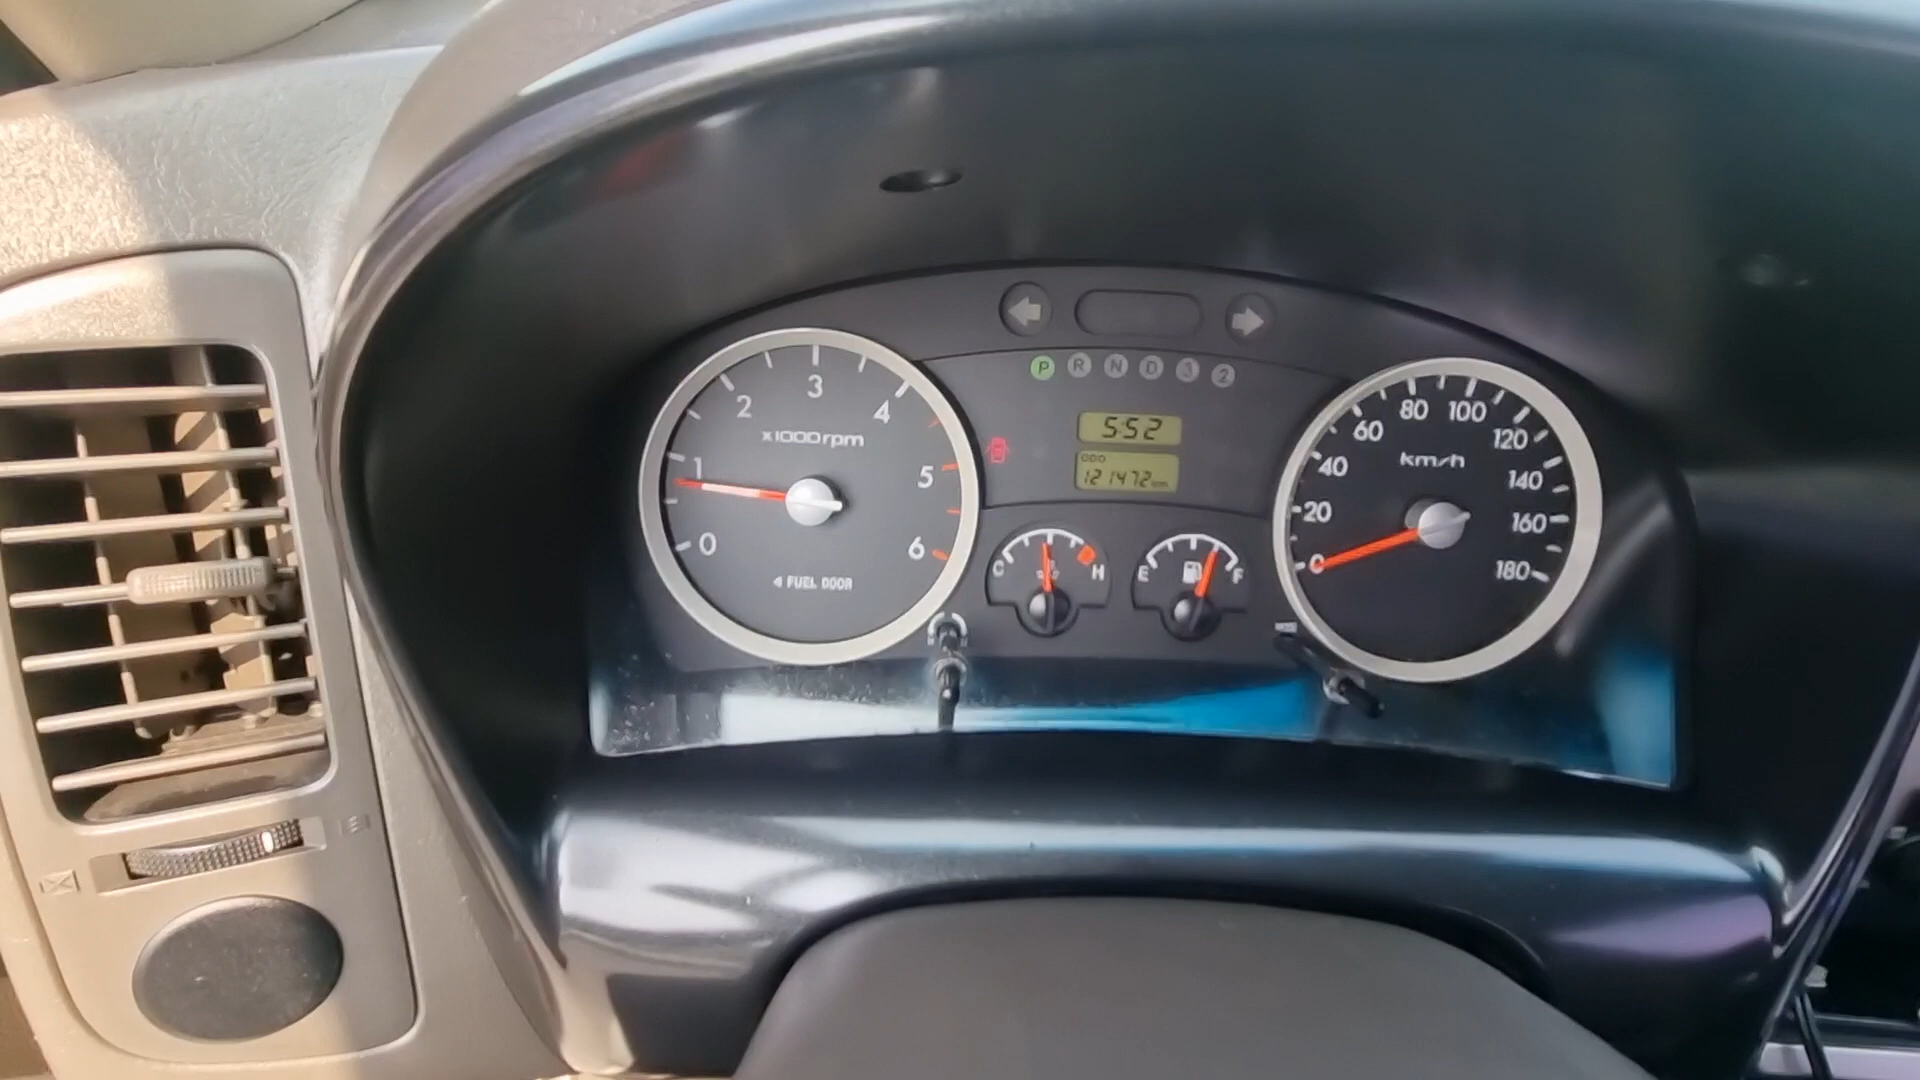 P R N D 3 2
0 1 2 3 4 5 6
x1000rpm
◄ FUEL DOOR
5:52
ODO
121472 km
C H
E F
0 20 40 60 80 100 120 140 160 180
km/h